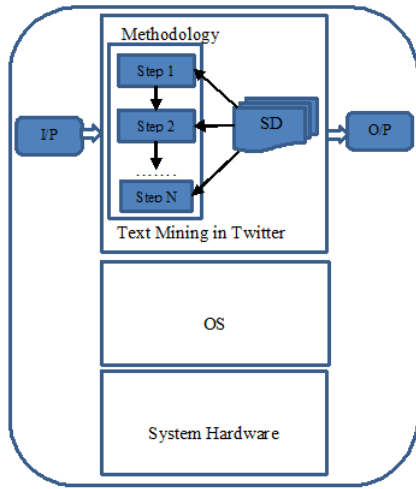 Methodology
Step 1
I/P
Step 2
SD
O/P
........
Step N
Text Mining in Twitter
OS
System Hardware